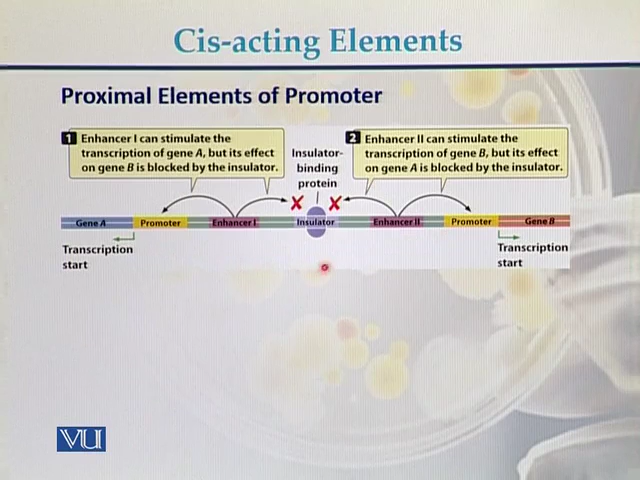 Cis-acting Elements
Proximal Elements of Promoter
1 Enhancer I can stimulate the
transcription of gene A, but its effect
on gene B is blocked by the insulator.
Insulator-
binding
protein
2 Enhancer II can stimulate the
transcription of gene B, but its effect
on gene A is blocked by the insulator.
Gene A Promoter Enhancer I Insulator Enhancer II Promoter Gene B
Transcription
start
Transcription
start
VU